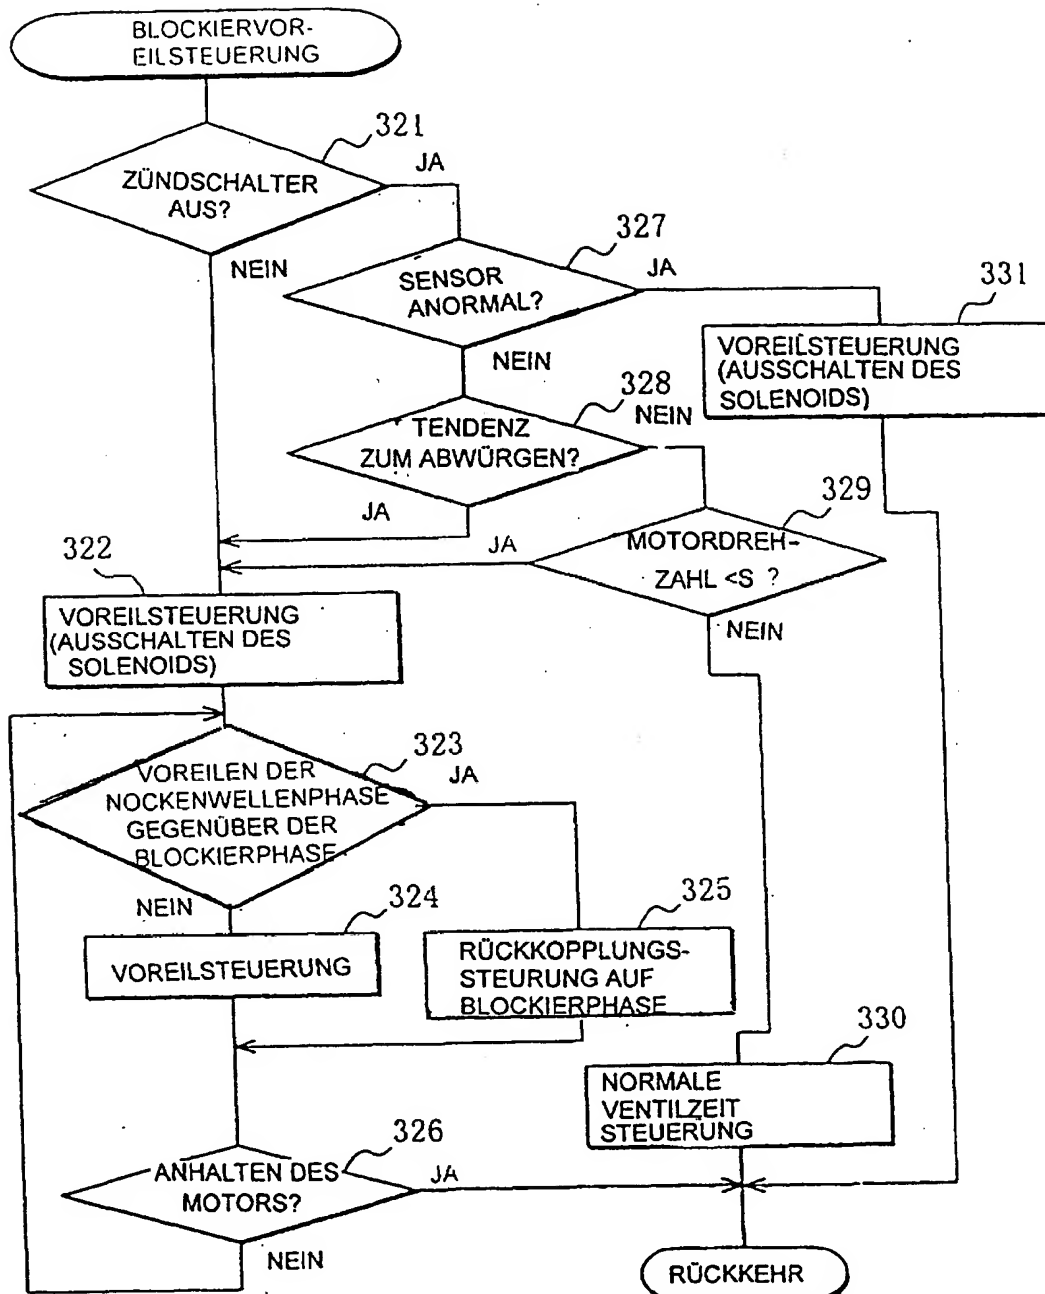 BLOCKIERVOR-
EILSTEUERUNG
321
JA
ZÜNDSCHALTER
AUS?
NEIN
327
JA
SENSOR
ANORMAL?
NEIN
331
VOREILSTEUERUNG
(AUSSCHALTEN DES
SOLENOIDS)
328
NEIN
TENDENZ
ZUM ABWÜRGEN?
JA
329
JA
MOTORDREH-
ZAHL <S ?
NEIN
322
VOREILSTEUERUNG
(AUSSCHALTEN DES
SOLENOIDS)
323
JA
VOREILEN DER
NOCKENWELLENPHASE
GEGENÜBER DER
BLOCKIERPHASE
NEIN
324
VOREILSTEUERUNG
325
RÜCKKOPPLUNGS-
STEURUNG AUF
BLOCKIERPHASE
330
NORMALE
VENTILZEIT
STEUERUNG
326
ANHALTEN DES
MOTORS?
JA
NEIN
RÜCKKEHR